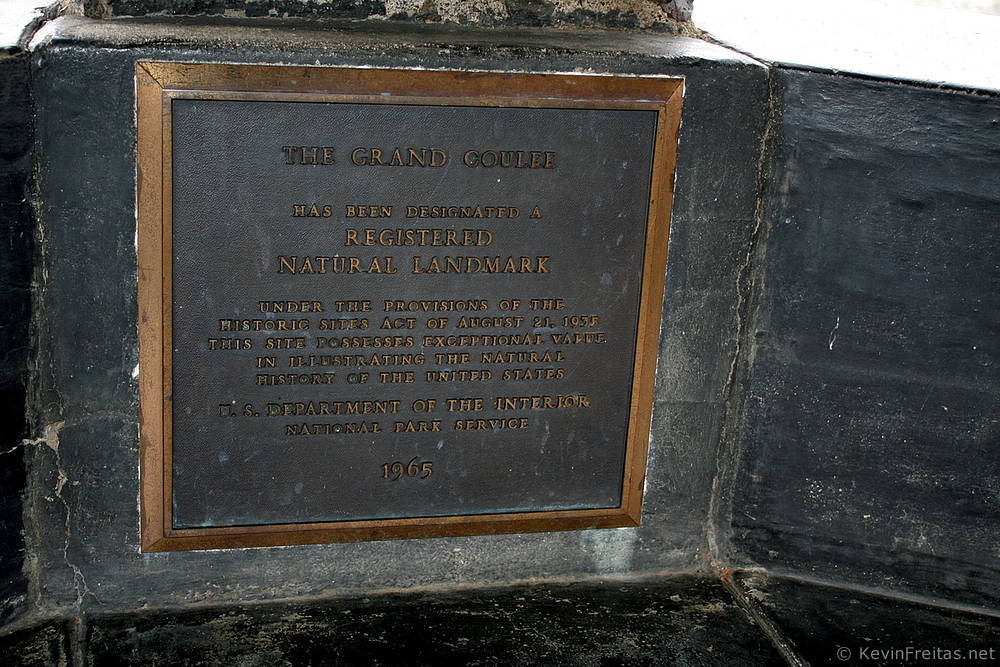 THE GRAND COULEE
HAS BEEN DESIGNATED A
REGISTERED
NATURAL LANDMARK
UNDER THE PROVISIONS OF THE
HISTORIC SITES ACT OF AUGUST 21, 1935
THIS SITE POSSESSES EXCEPTIONAL VALUE
IN ILLUSTRATING THE NATURAL
HISTORY OF THE UNITED STATES
U. S. DEPARTMENT OF THE INTERIOR
NATIONAL PARK SERVICE
1965
© KevinFreitas.net